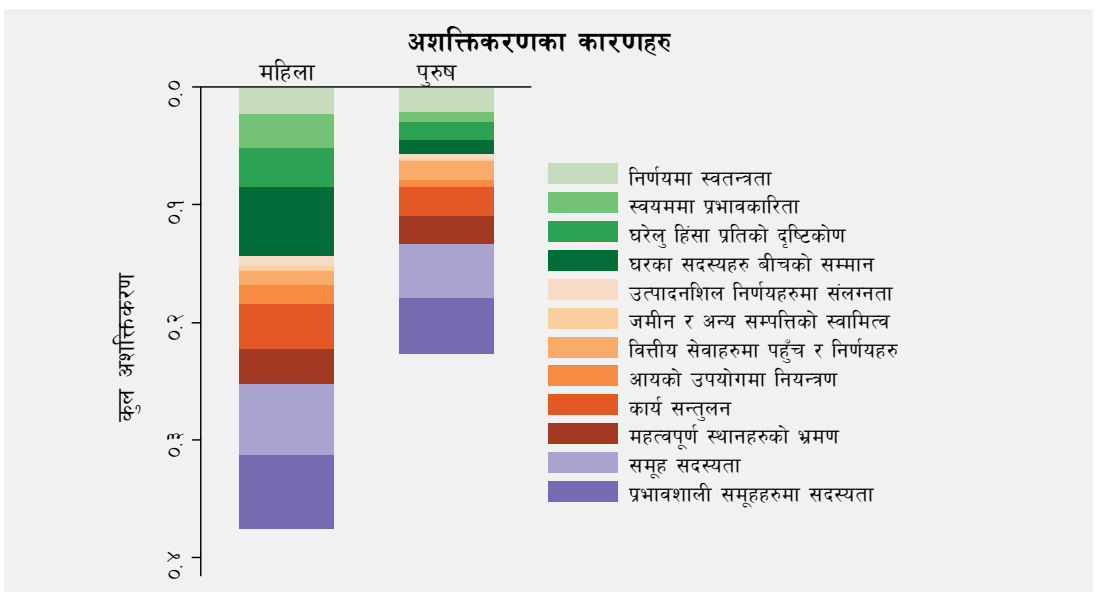 अशक्तिकरणका कारणहरु
महिला पुरुष
०.०
०.१
०.२
०.३
०.४
कुल अशक्तिकरण
निर्णयमा स्वतन्त्रता
स्वयममा प्रभावकारिता
घरेलु हिंसा प्रतिको दृष्टिकोण
घरका सदस्यहरु बीचको सम्मान
उत्पादनशिल निर्णयहरुमा संलग्नता
जमीन र अन्य सम्पत्तिको स्वामित्व
वित्तीय सेवाहरुमा पहुँच र निर्णयहरु
आयको उपयोगमा नियन्त्रण
कार्य सन्तुलन
महत्वपूर्ण स्थानहरुको भ्रमण
समूह सदस्यता
प्रभावशाली समूहहरुमा सदस्यता